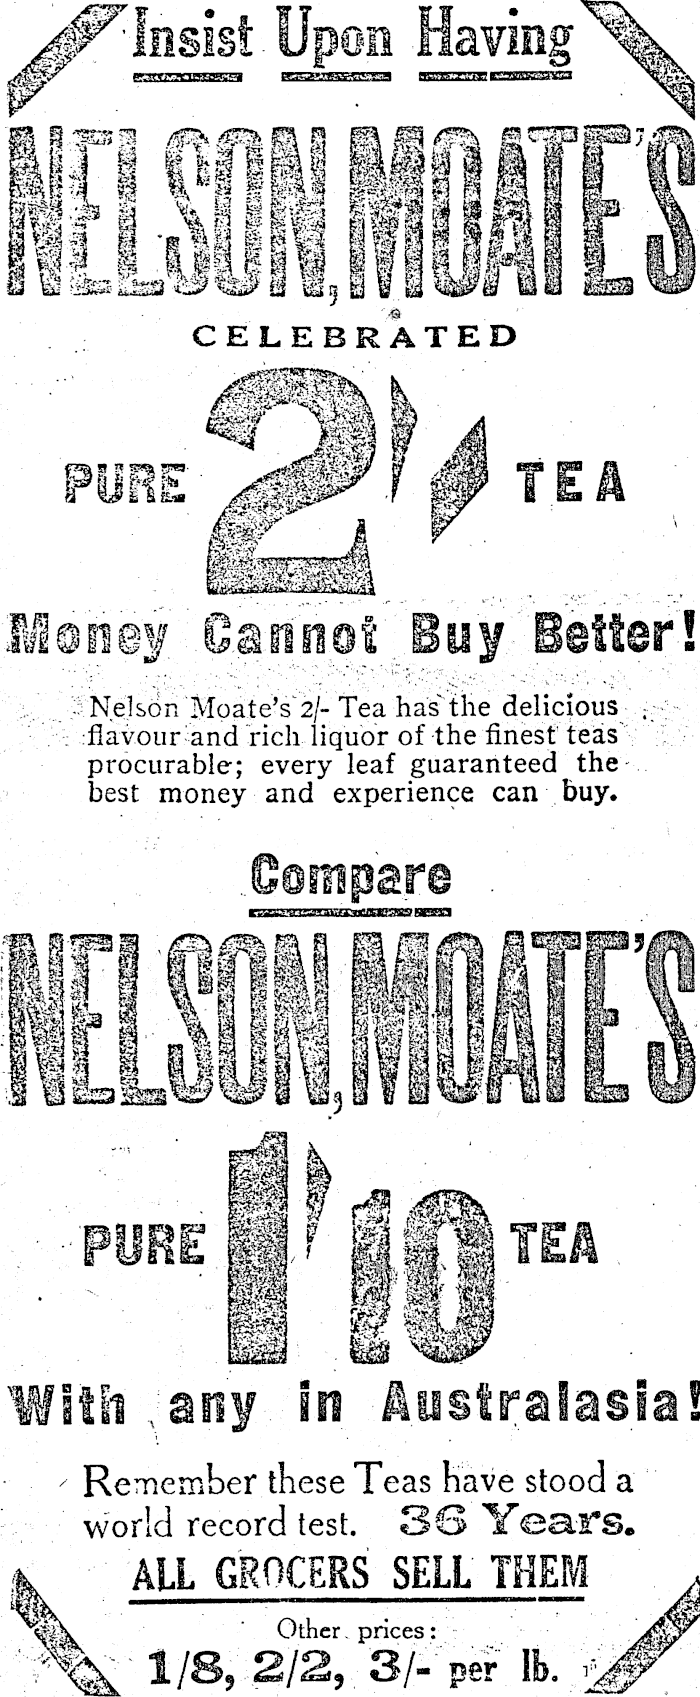 Insist Upon Having
NELSON, MOATE'S
CELEBRATED
PURE 2/- TEA
Money Cannot Buy Better!
Nelson Moate's 2/- Tea has the delicious
flavour and rich liquor of the finest teas
procurable; every leaf guaranteed the
best money and experience can buy.
Compare
NELSON, MOATE'S
PURE 1/10 TEA
With any in Australasia!
Remember these Teas have stood a
world record test. 36 Years.
ALL GROCERS SELL THEM
Other prices:
1/8, 2/2, 3/- per lb.